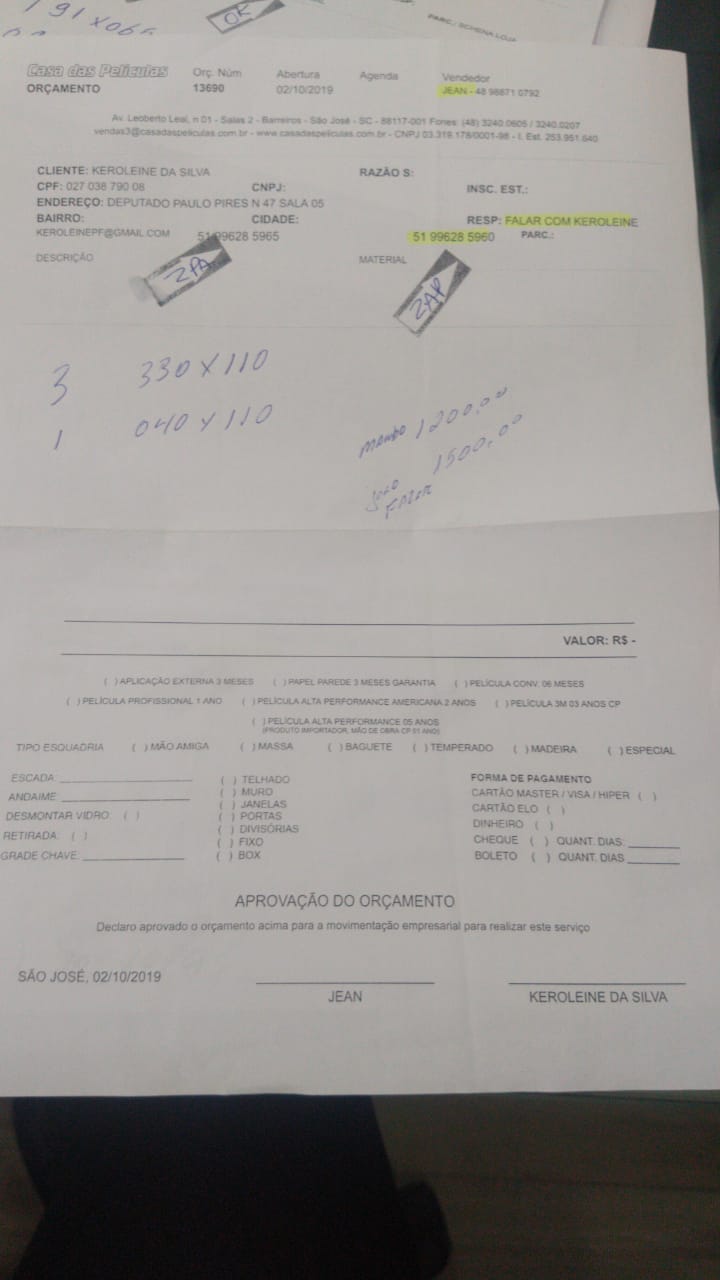 191 x 065
OK
PARC.: SCHENA LOJA
Casa das Películas
ORÇAMENTO
Orç. Núm
13690
Abertura
02/10/2019
Agenda
Vendedor
JEAN - 48 98871 0792
Av. Leoberto Leal, n 01 - Salas 2 - Barreiros - São José - SC - 88117-001 Fones: (48) 3240.0605 / 3240.0207
vendas3@casadaspeliculas.com.br - www.casadaspeliculas.com.br - CNPJ 03.319.178/0001-98 - I. Est. 253.951.640
CLIENTE: KEROLEINE DA SILVA RAZÃO S:
CPF: 027 038 790 08 CNPJ: INSC. EST.:
ENDEREÇO: DEPUTADO PAULO PIRES N 47 SALA 05
BAIRRO: CIDADE: RESP: FALAR COM KEROLEINE
KEROLEINEPF@GMAIL.COM 51 99628 5965 51 99628 5960 PARC.:
DESCRIÇÃO MATERIAL
ZAP
3 330 x 110
1 040 x 110
1200,00
1500,00
VALOR: R$ -
( ) APLICAÇÃO EXTERNA 3 MESES ( ) PAPEL PAREDE 3 MESES GARANTIA ( ) PELÍCULA CONV. 06 MESES
( ) PELÍCULA PROFISSIONAL 1 ANO ( ) PELÍCULA ALTA PERFORMANCE AMERICANA 2 ANOS ( ) PELÍCULA 3M 03 ANOS CP
( ) PELÍCULA ALTA PERFORMANCE 05 ANOS
(PRODUTO IMPORTADOR, MÃO DE OBRA CP 01 ANO)
TIPO ESQUADRIA ( ) MÃO AMIGA ( ) MASSA ( ) BAGUETE ( ) TEMPERADO ( ) MADEIRA ( ) ESPECIAL
ESCADA:
ANDAIME:
DESMONTAR VIDRO: ( )
RETIRADA: ( )
GRADE CHAVE:
( ) TELHADO
( ) MURO
( ) JANELAS
( ) PORTAS
( ) DIVISÓRIAS
( ) FIXO
( ) BOX
FORMA DE PAGAMENTO
CARTÃO MASTER / VISA / HIPER ( )
CARTÃO ELO ( )
DINHEIRO ( )
CHEQUE ( ) QUANT. DIAS:
BOLETO ( ) QUANT. DIAS
APROVAÇÃO DO ORÇAMENTO
Declaro aprovado o orçamento acima para a movimentação empresarial para realizar este serviço
SÃO JOSÉ, 02/10/2019
JEAN
KEROLEINE DA SILVA